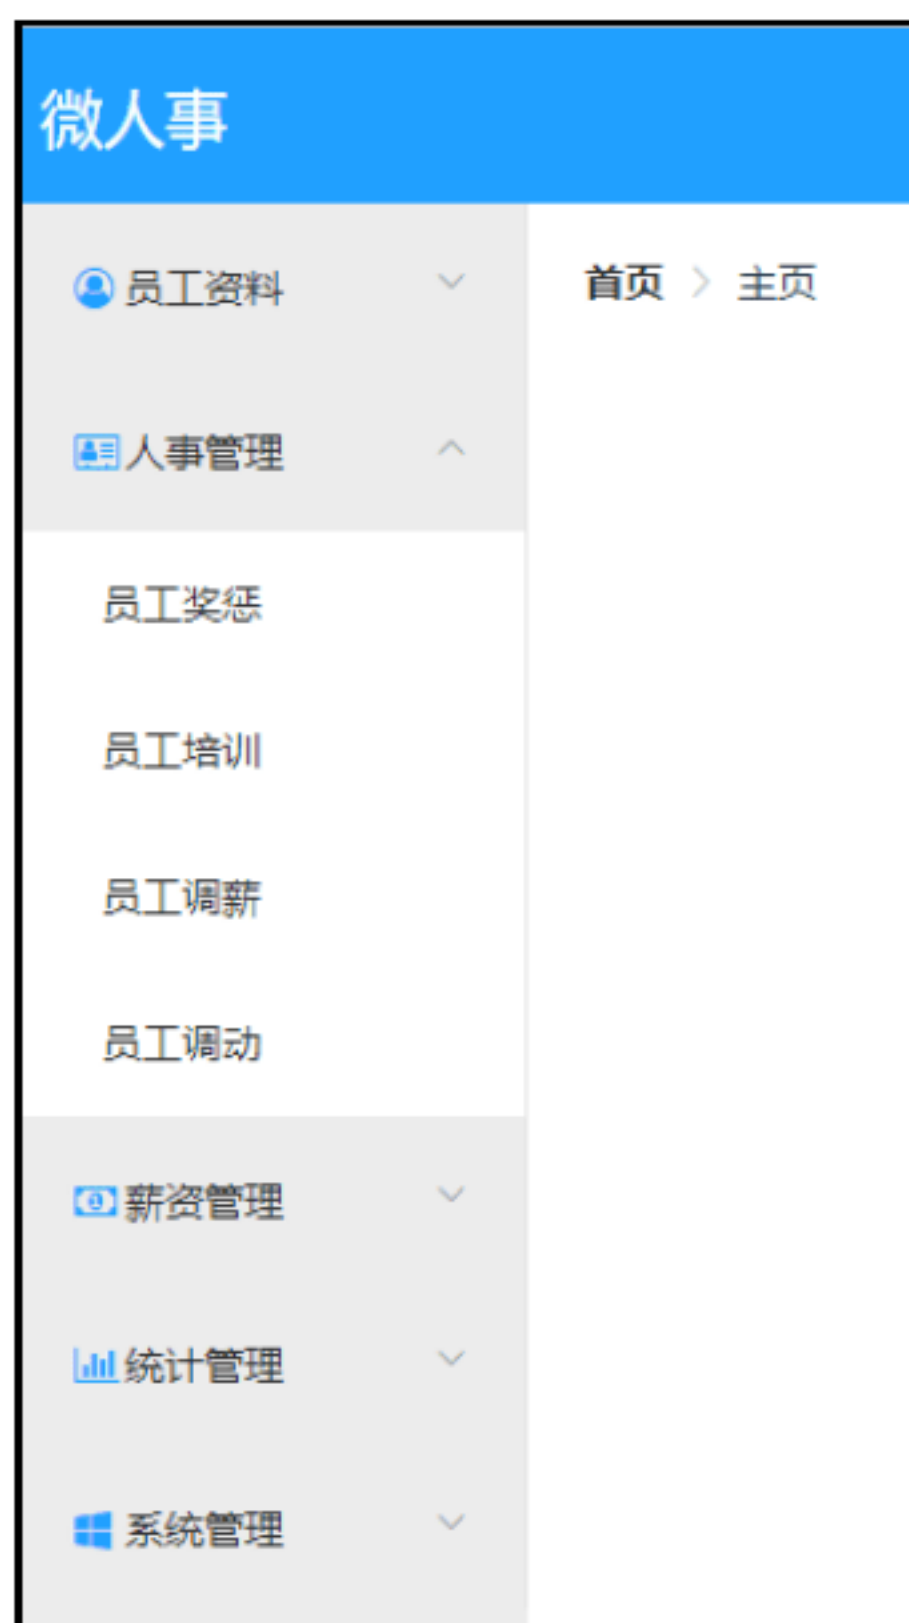 微人事
员工资料
首页 > 主页
人事管理
员工奖惩
员工培训
员工调薪
员工调动
薪资管理
统计管理
系统管理